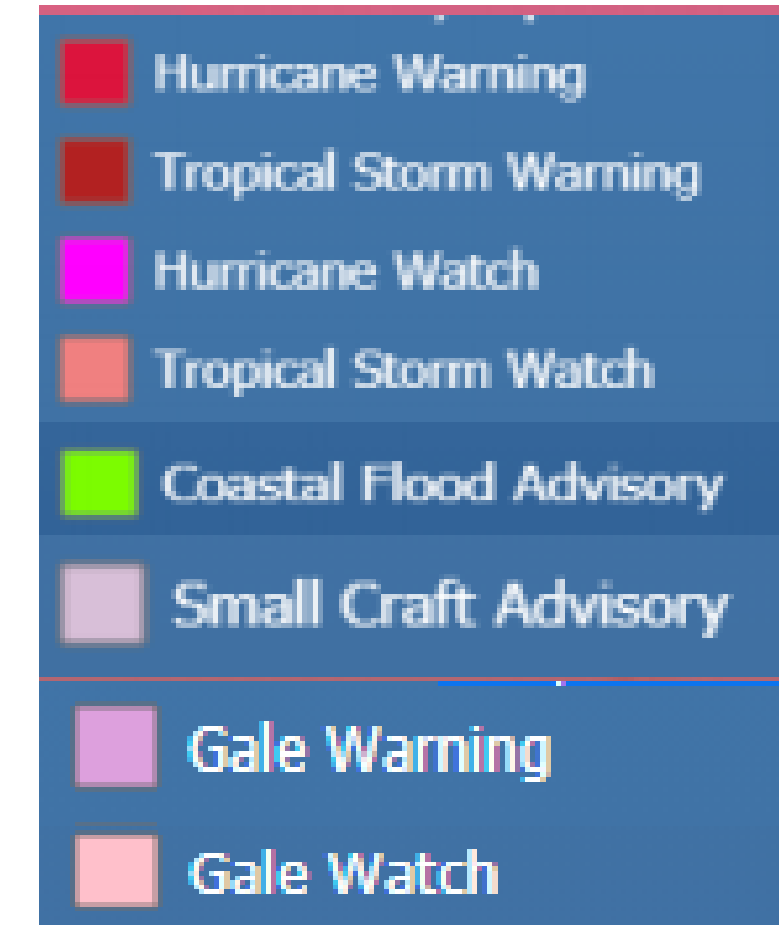 Hurricane Warning
Tropical Storm Warning
Hurricane Watch
Tropical Storm Watch
Coastal Flood Advisory
Small Craft Advisory
Gale Warning
Gale Watch